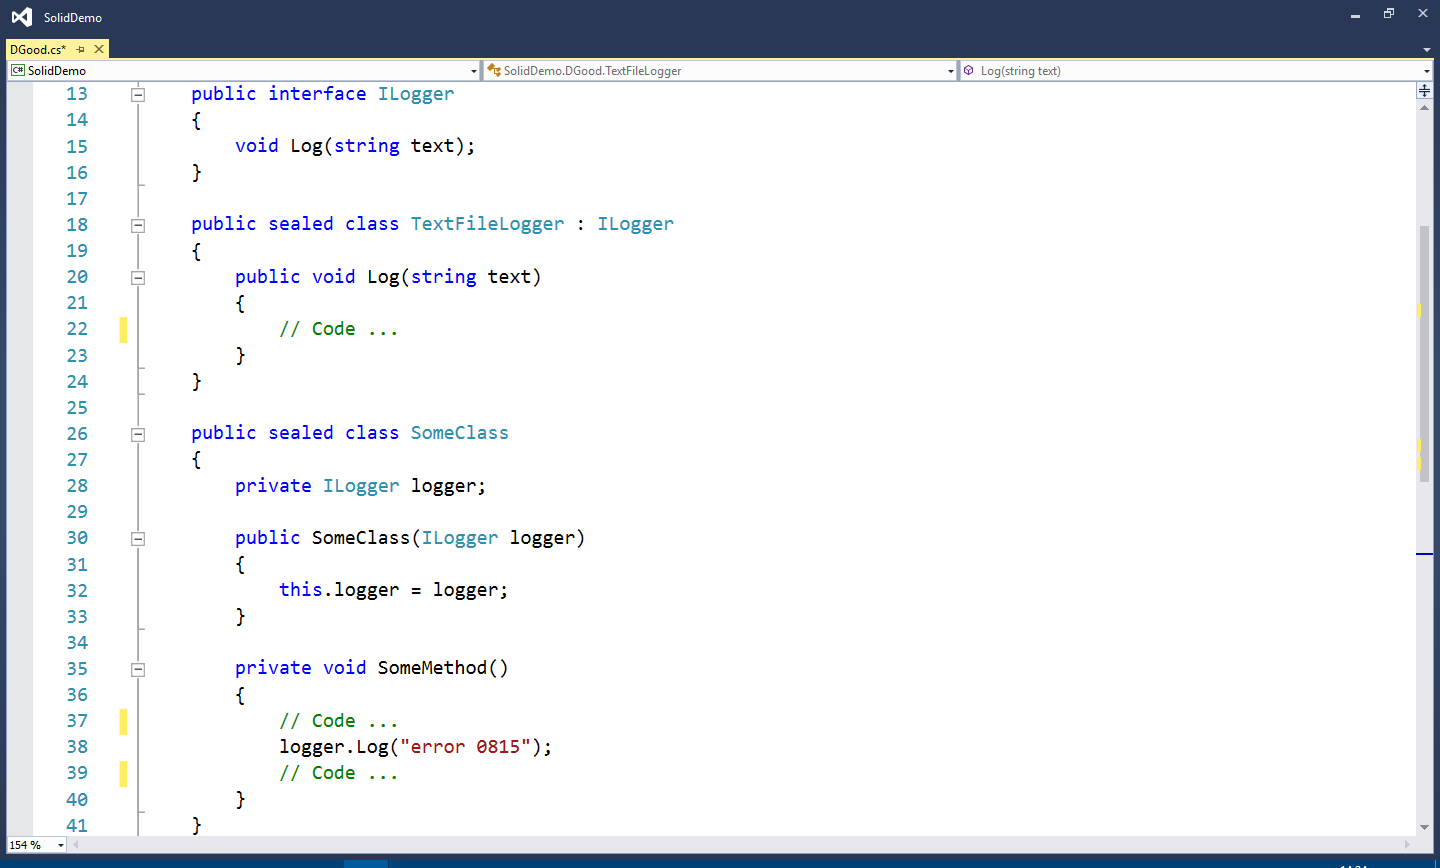 SolidDemo
DGood.cs*
C# SolidDemo
SolidDemo.DGood.TextFileLogger
Log(string text)
13 public interface ILogger
14 {
15 void Log(string text);
16 }
17
18 public sealed class TextFileLogger : ILogger
19 {
20 public void Log(string text)
21 {
22 // Code ...
23 }
24 }
25
26 public sealed class SomeClass
27 {
28 private ILogger logger;
29
30 public SomeClass(ILogger logger)
31 {
32 this.logger = logger;
33 }
34
35 private void SomeMethod()
36 {
37 // Code ...
38 logger.Log("error 0815");
39 // Code ...
40 }
41 }
154 %